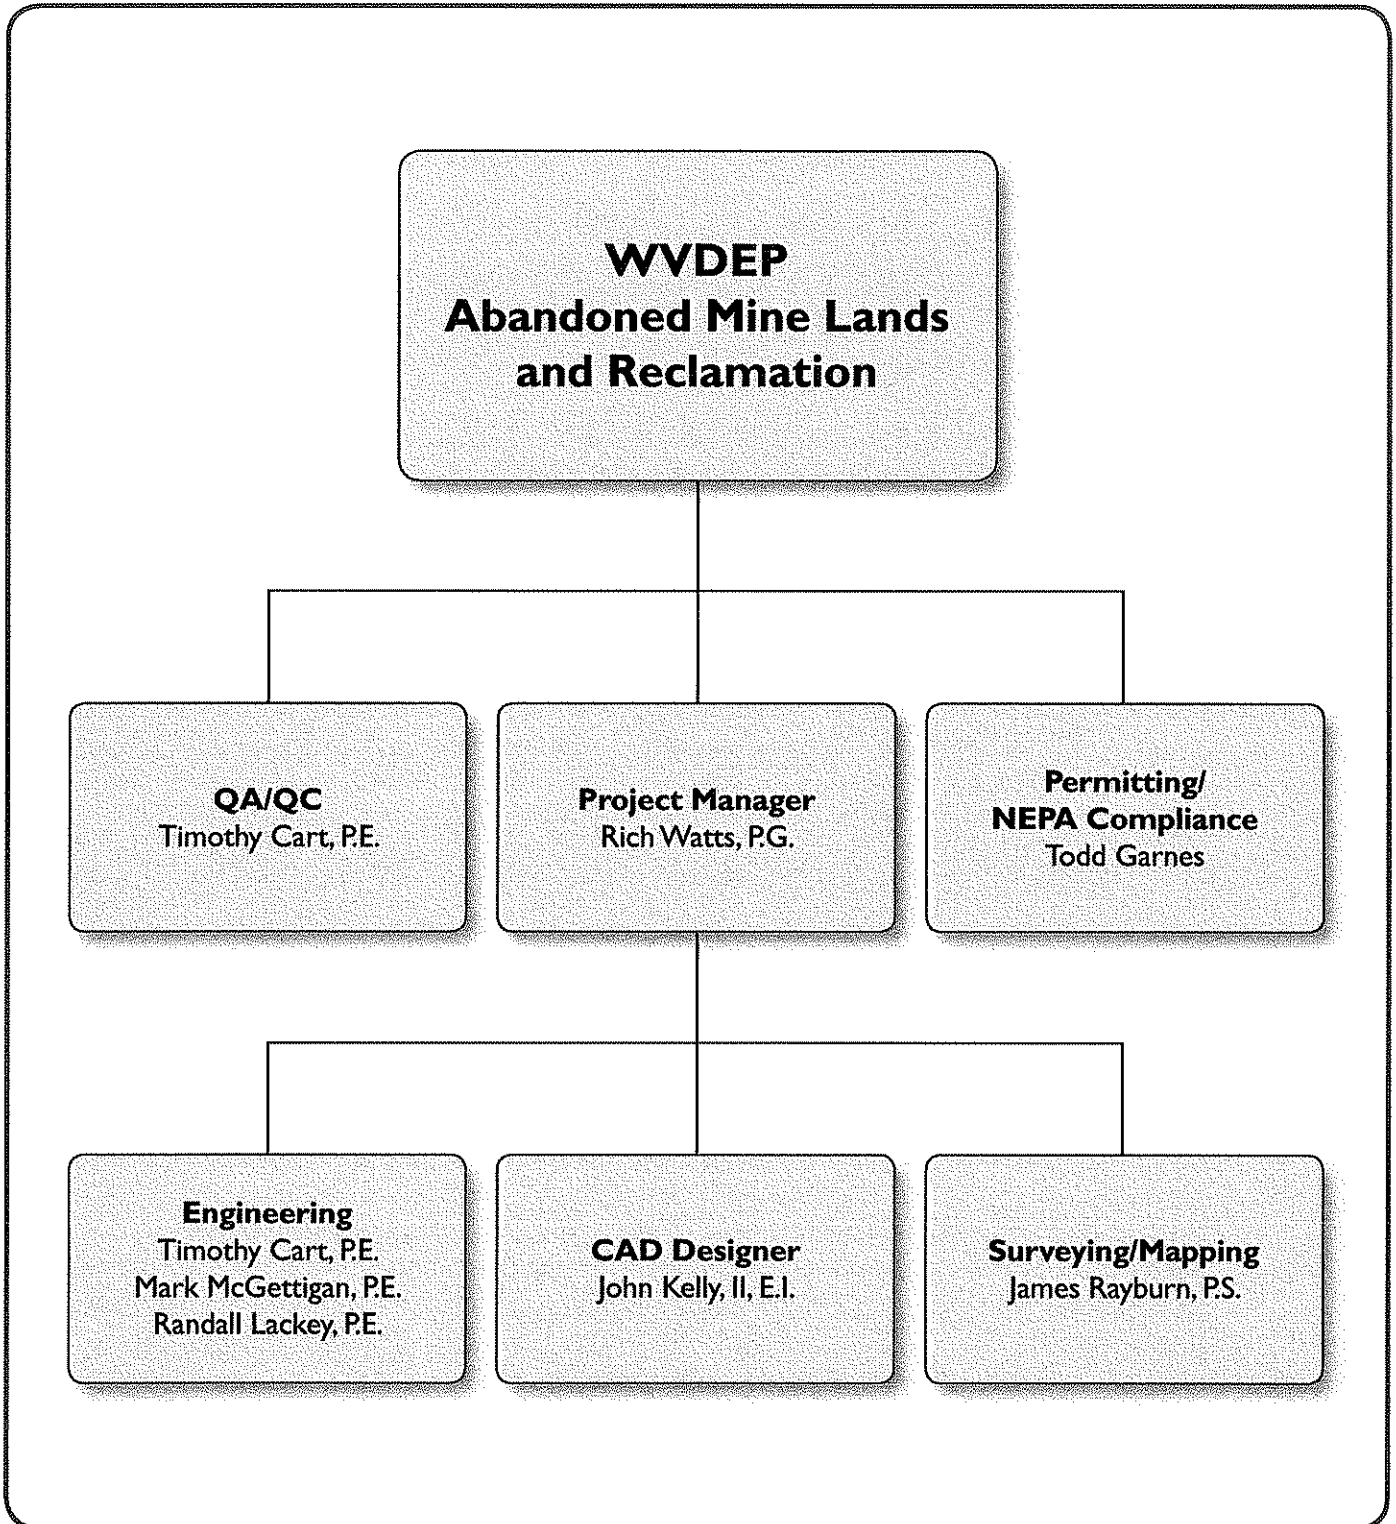 WVDEP
Abandoned Mine Lands
and Reclamation
QA/QC
Timothy Cart, P.E.
Project Manager
Rich Watts, P.G.
Permitting/
NEPA Compliance
Todd Garnes
Engineering
Timothy Cart, P.E.
Mark McGettigan, P.E.
Randall Lackey, P.E.
CAD Designer
John Kelly, II, E.I.
Surveying/Mapping
James Rayburn, P.S.